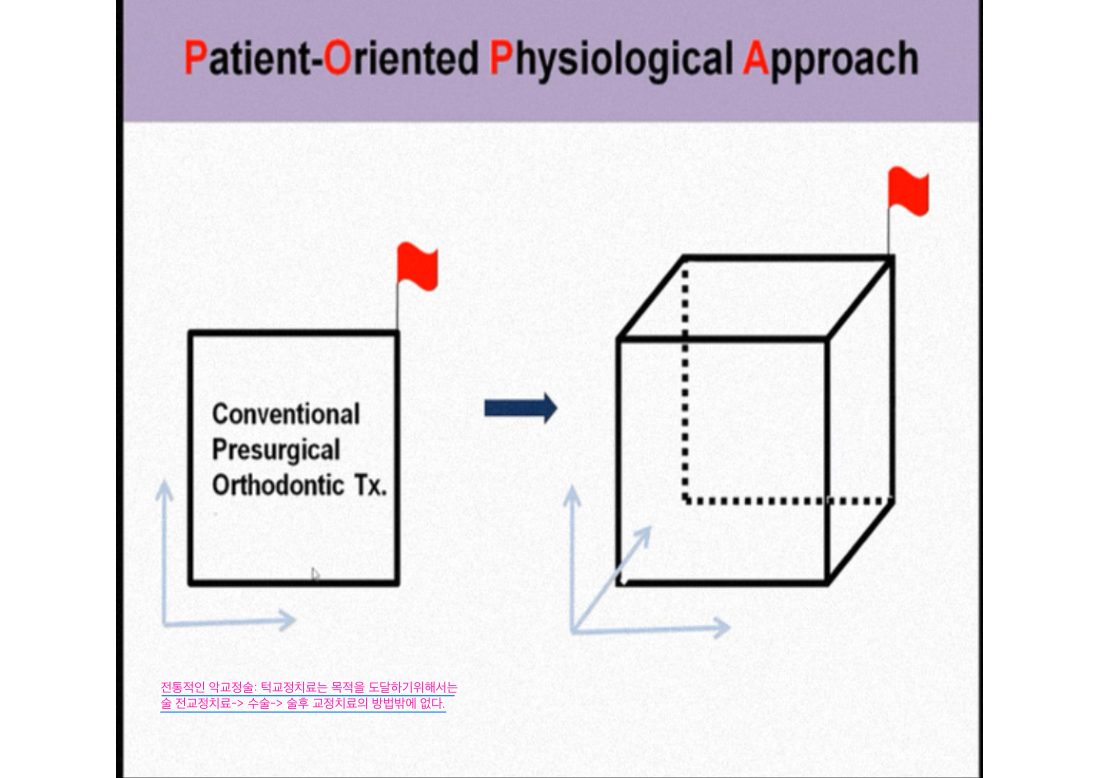 Patient-Oriented Physiological Approach
Conventional
Presurgical
Orthodontic Tx.
전통적인 악교정술: 턱교정치료는 목적을 도달하기위해서는
술 전교정치료-> 수술-> 술후 교정치료의 방법밖에 없다.